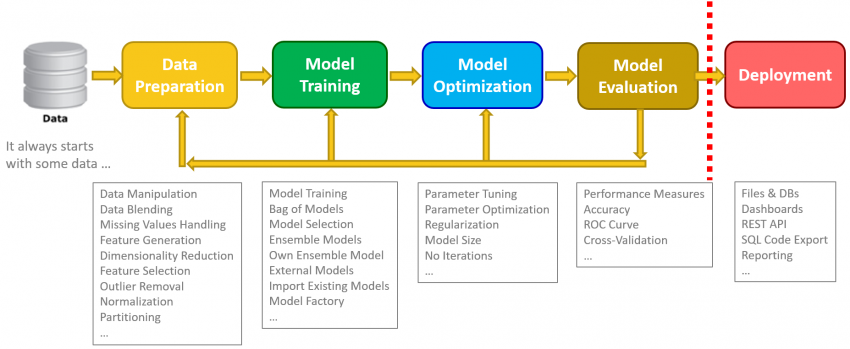 Data
Preparation
Model
Training
Model
Optimization
Model
Evaluation
Deployment
Data
It always starts
with some data ...
Data Manipulation
Data Blending
Missing Values Handling
Feature Generation
Dimensionality Reduction
Feature Selection
Outlier Removal
Normalization
Partitioning
...
Model Training
Bag of Models
Model Selection
Ensemble Models
Own Ensemble Model
External Models
Import Existing Models
Model Factory
...
Parameter Tuning
Parameter Optimization
Regularization
Model Size
No Iterations
...
Performance Measures
Accuracy
ROC Curve
Cross-Validation
...
Files & DBs
Dashboards
REST API
SQL Code Export
Reporting
...